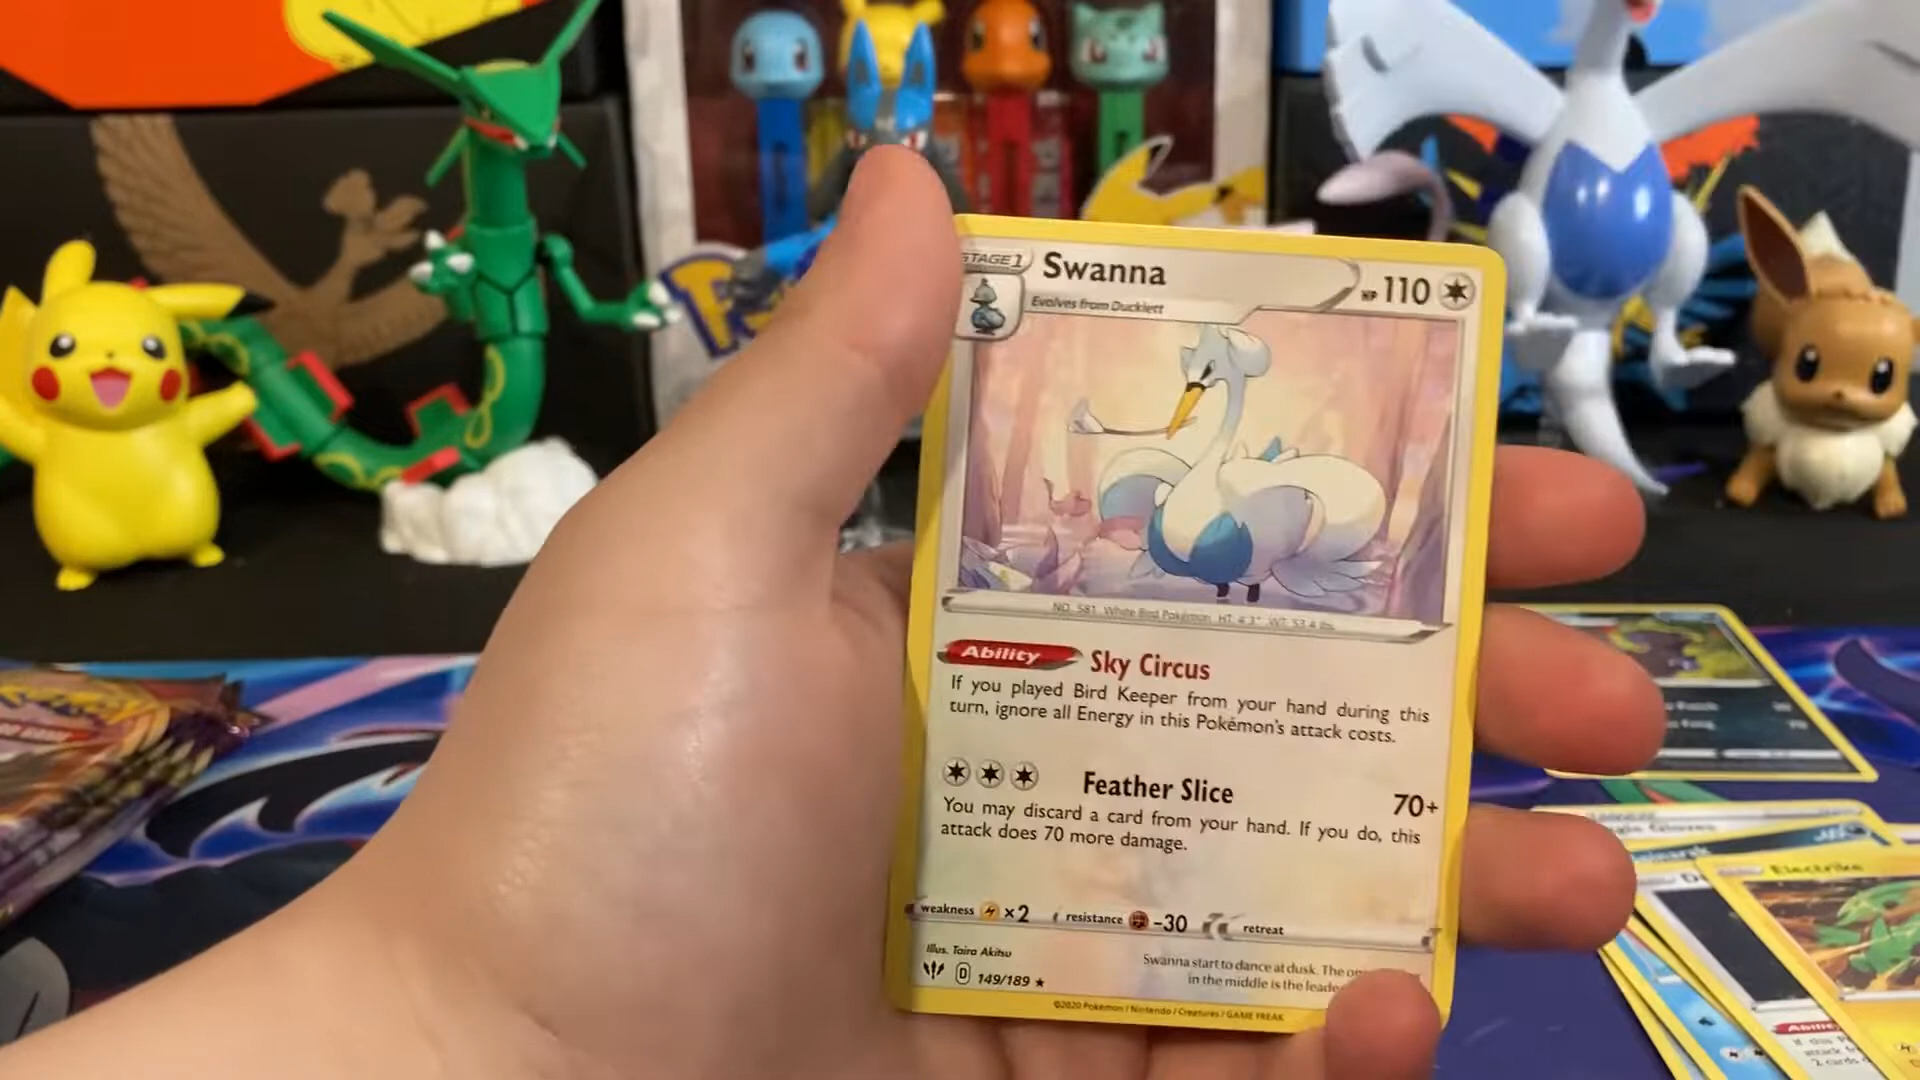 STAGE 1
Swanna
HP 110
Evolves from Ducklett
NO. 581 White Bird Pokémon HT: 4'3" WT: 53.4 lbs.
Ability Sky Circus
If you played Bird Keeper from your hand during this
turn, ignore all Energy in this Pokémon's attack costs.
Feather Slice 70+
You may discard a card from your hand. If you do, this
attack does 70 more damage.
weakness ×2 resistance -30 retreat
Illus. Taira Akitsu
D 149/189 ★
Swanna start to dance at dusk. The
in the middle is the
©2020 Pokémon / Nintendo / Creatures / GAME FREAK
Electrike
Ability